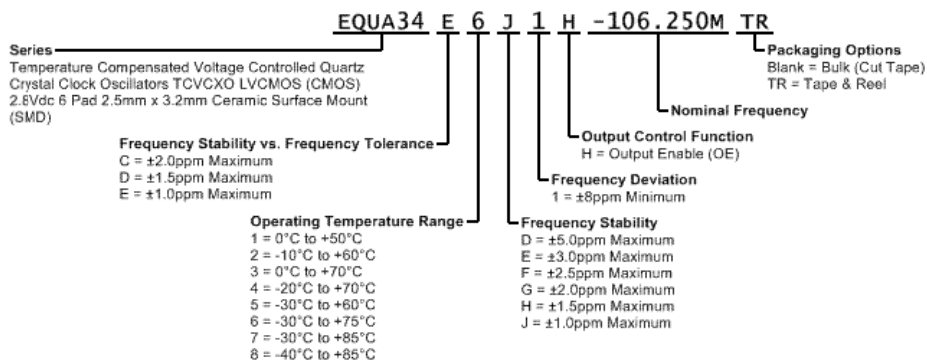 EQUA34 E 6 J 1 H -106.250M TR
Series
Temperature Compensated Voltage Controlled Quartz
Crystal Clock Oscillators TCVCXO LVCMOS (CMOS)
2.8Vdc 6 Pad 2.5mm x 3.2mm Ceramic Surface Mount
(SMD)
Frequency Stability vs. Frequency Tolerance
C = ±2.0ppm Maximum
D = ±1.5ppm Maximum
E = ±1.0ppm Maximum
Operating Temperature Range
1 = 0°C to +50°C
2 = -10°C to +60°C
3 = 0°C to +70°C
4 = -20°C to +70°C
5 = -30°C to +60°C
6 = -30°C to +75°C
7 = -30°C to +85°C
8 = -40°C to +85°C
Packaging Options
Blank = Bulk (Cut Tape)
TR = Tape & Reel
Nominal Frequency
Output Control Function
H = Output Enable (OE)
Frequency Deviation
1 = ±8ppm Minimum
Frequency Stability
D = ±5.0ppm Maximum
E = ±3.0ppm Maximum
F = ±2.5ppm Maximum
G = ±2.0ppm Maximum
H = ±1.5ppm Maximum
J = ±1.0ppm Maximum